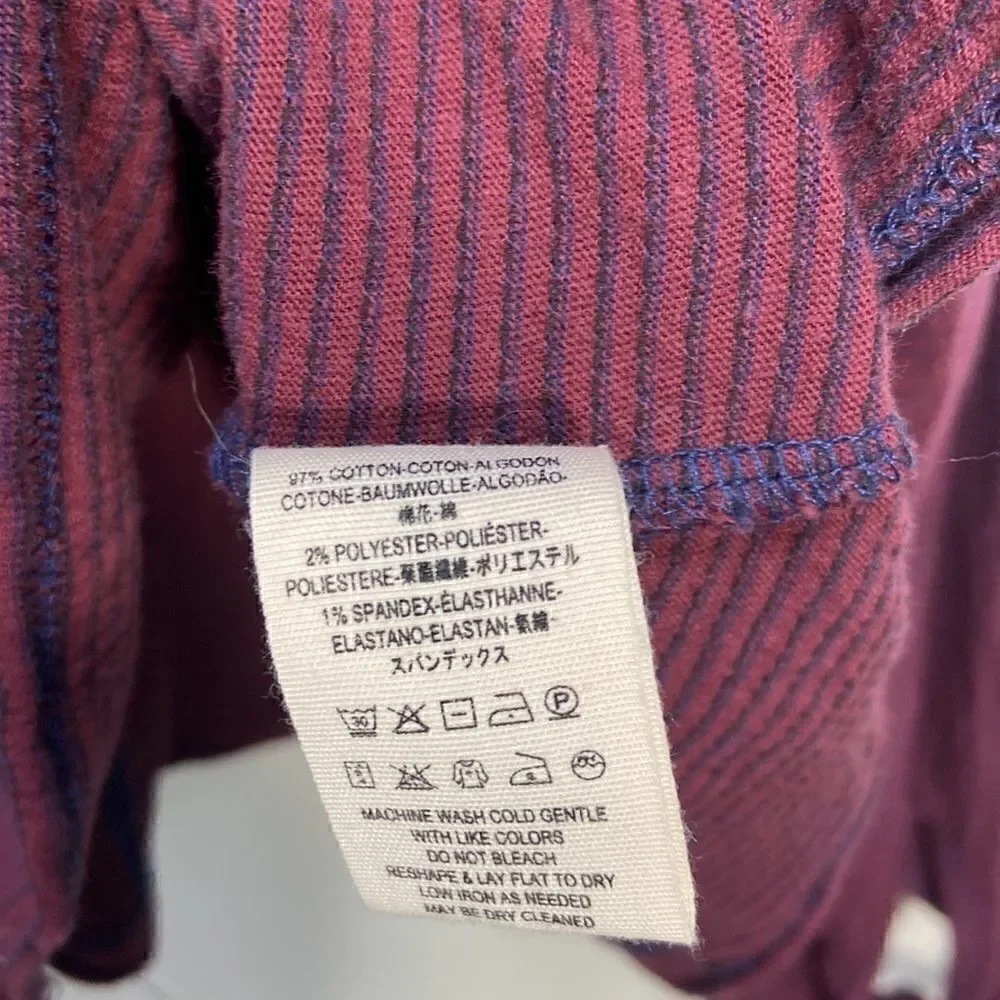 97% COTTON-COTON-ALGODON
COTONE-BAUMWOLLE-ALGODÃO-
棉花-綿
2% POLYESTER-POLIÉSTER-
POLIESTERE-聚酯纖維-ポリエステル
1% SPANDEX-ÉLASTHANNE-
ELASTANO-ELASTAN-氨綸-
スパンデックス
30 P
MACHINE WASH COLD GENTLE
WITH LIKE COLORS
DO NOT BLEACH
RESHAPE & LAY FLAT TO DRY
LOW IRON AS NEEDED
MAY BE DRY CLEANED